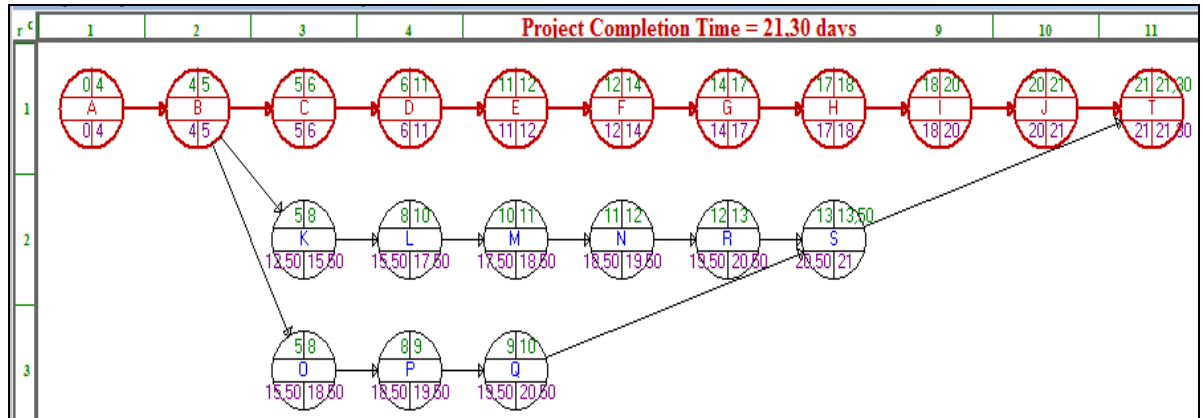 r c 1 2 3 4 Project Completion Time = 21,30 days 9 10 11
1
0 4 4 5 5 6 6 11 11 12 12 14 14 17 17 18 18 20 20 21 21 21,30
A B C D E F G H I J T
0 4 4 5 5 6 6 11 11 12 12 14 14 17 17 18 18 20 20 21 21 21,30
2
5 8 8 10 10 11 11 12 12 13 13 13,50
K L M N R S
12,50 15,50 15,50 17,50 17,50 18,50 18,50 19,50 19,50 20,50 20,50 21
3
5 8 8 9 9 10
O P Q
15,50 18,50 18,50 19,50 19,50 20,50